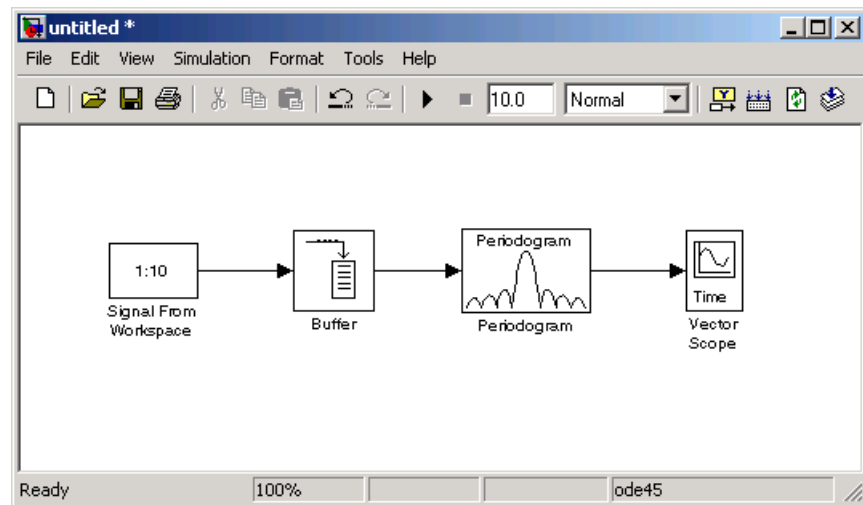 untitled *
File Edit View Simulation Format Tools Help
10.0 Normal
1:10
Signal From
Workspace
Buffer
Periodogram
Periodogram
Time
Vector
Scope
Ready 100% ode45